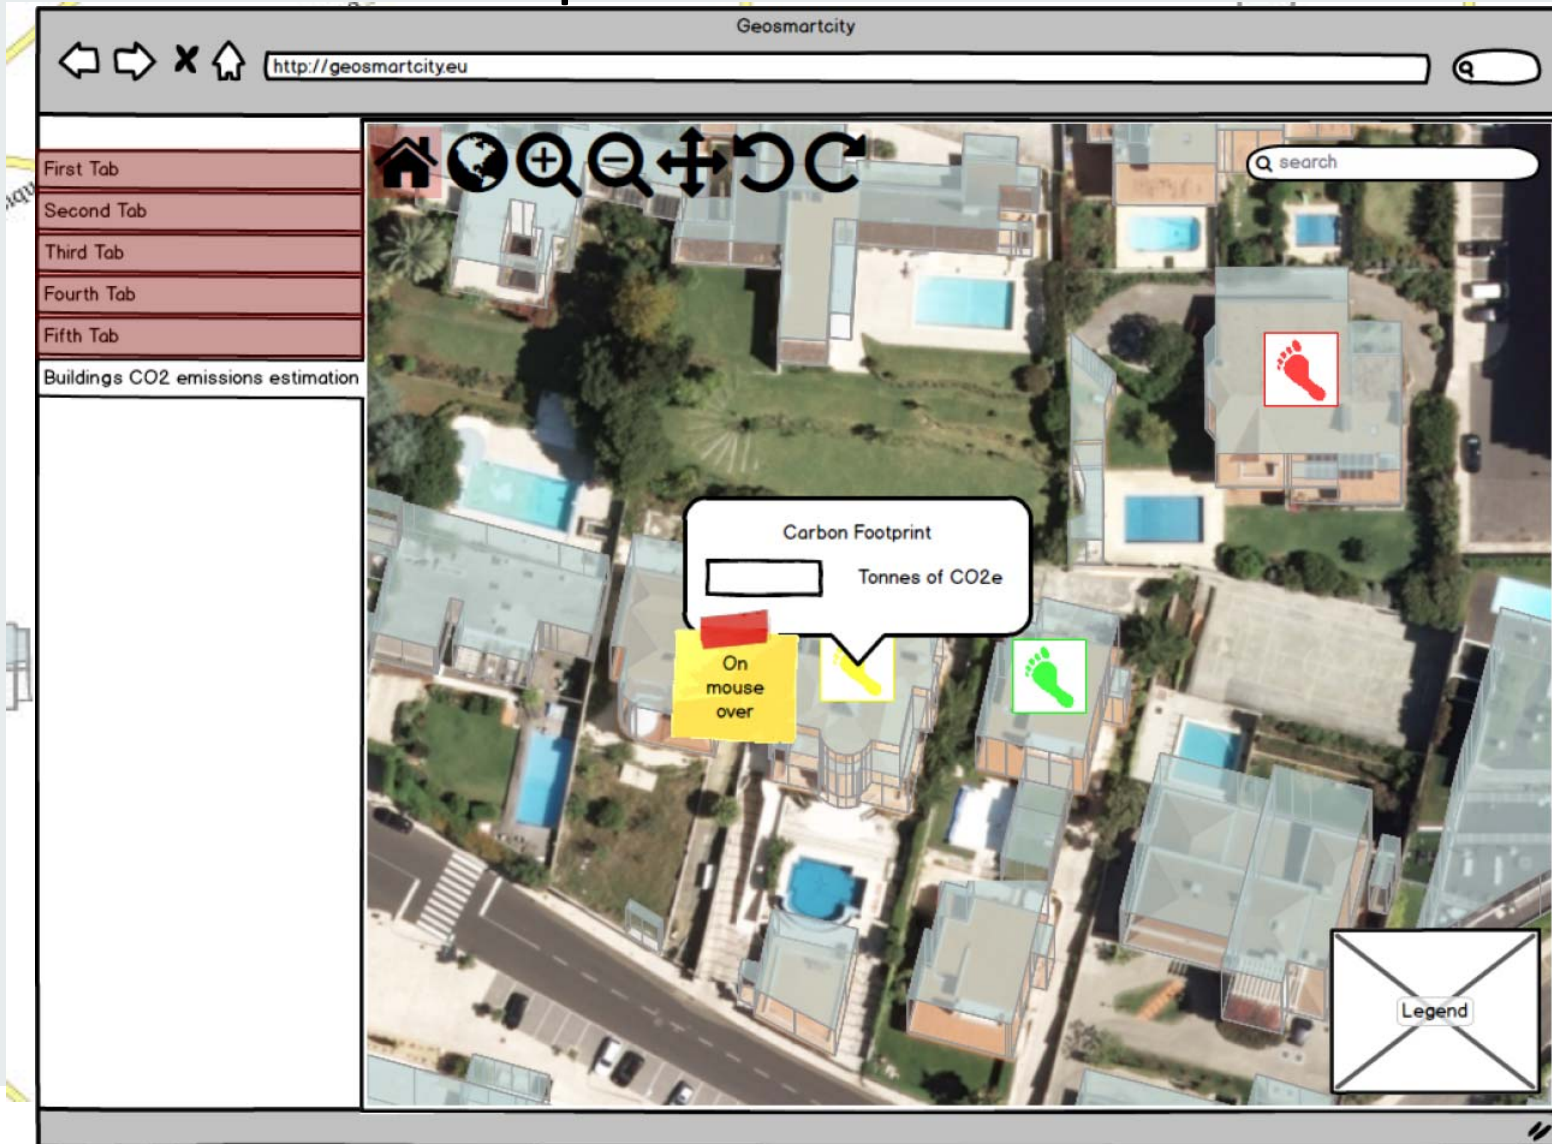 Geosmartcity
http://geosmartcity.eu
First Tab
Second Tab
Third Tab
Fourth Tab
Fifth Tab
Buildings CO2 emissions estimation
search
Carbon Footprint
Tonnes of CO2e
On
mouse
over
Legend